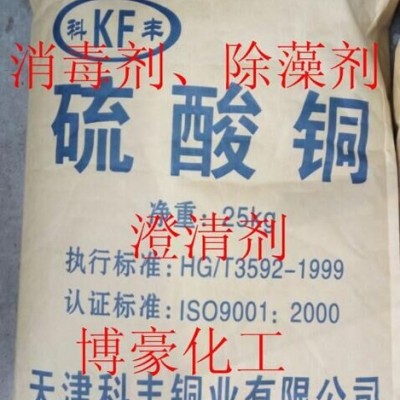 科 KF 丰
消毒剂、除藻剂
硫酸铜
净重:25kg
澄清剂
执行标准:HG/T3592-1999
认证标准:ISO9001:2000
博豪化工
天津科丰铜业有限公司